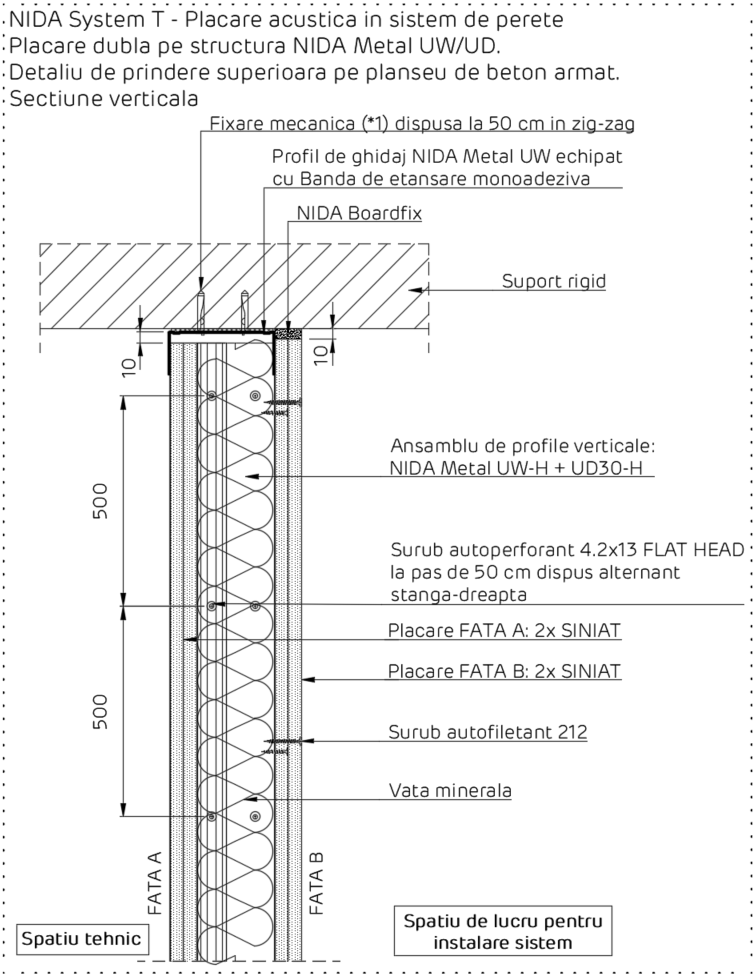 NIDA System T - Placare acustica in sistem de perete
Placare dubla pe structura NIDA Metal UW/UD.
Detaliu de prindere superioara pe planseu de beton armat.
Sectiune verticala
Fixare mecanica (*1) dispusa la 50 cm in zig-zag
Profil de ghidaj NIDA Metal UW echipat
cu Banda de etansare monoadeziva
NIDA Boardfix
Suport rigid
10
10
Ansamblu de profile verticale:
NIDA Metal UW-H + UD30-H
500
Surub autoperforant 4.2x13 FLAT HEAD
la pas de 50 cm dispus alternant
stanga-dreapta
Placare FATA A: 2x SINIAT
Placare FATA B: 2x SINIAT
500
Surub autofiletant 212
Vata minerala
FATA A
FATA B
Spatiu tehnic
Spatiu de lucru pentru
instalare sistem